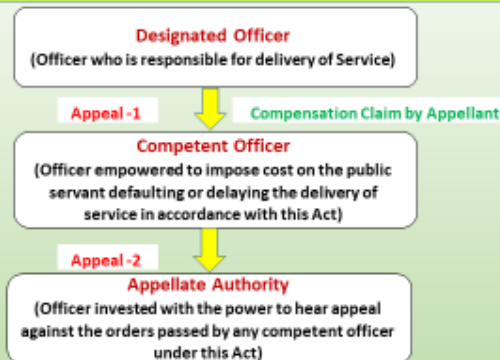 Designated Officer
(Officer who is responsible for delivery of Service)
Appeal -1
Compensation Claim by Appellant
Competent Officer
(Officer empowered to impose cost on the public
servant defaulting or delaying the delivery of
service in accordance with this Act)
Appeal -2
Appellate Authority
(Officer invested with the power to hear appeal
against the orders passed by any competent officer
under this Act)